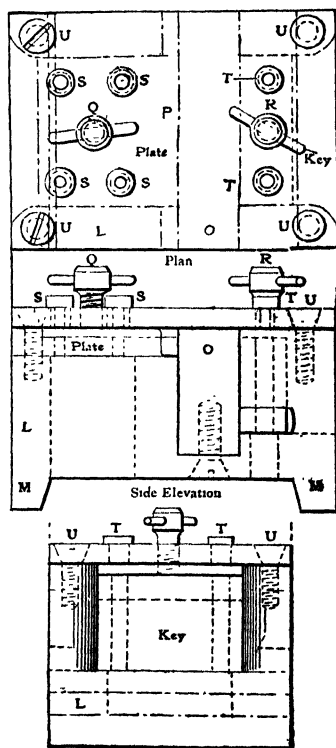 U U
S S T
Q R
P
Plate Key
S S T
U L O U
Plan
Q R
S S T U
Plate O
L
M M
Side Elevation
U T T U
Key
L